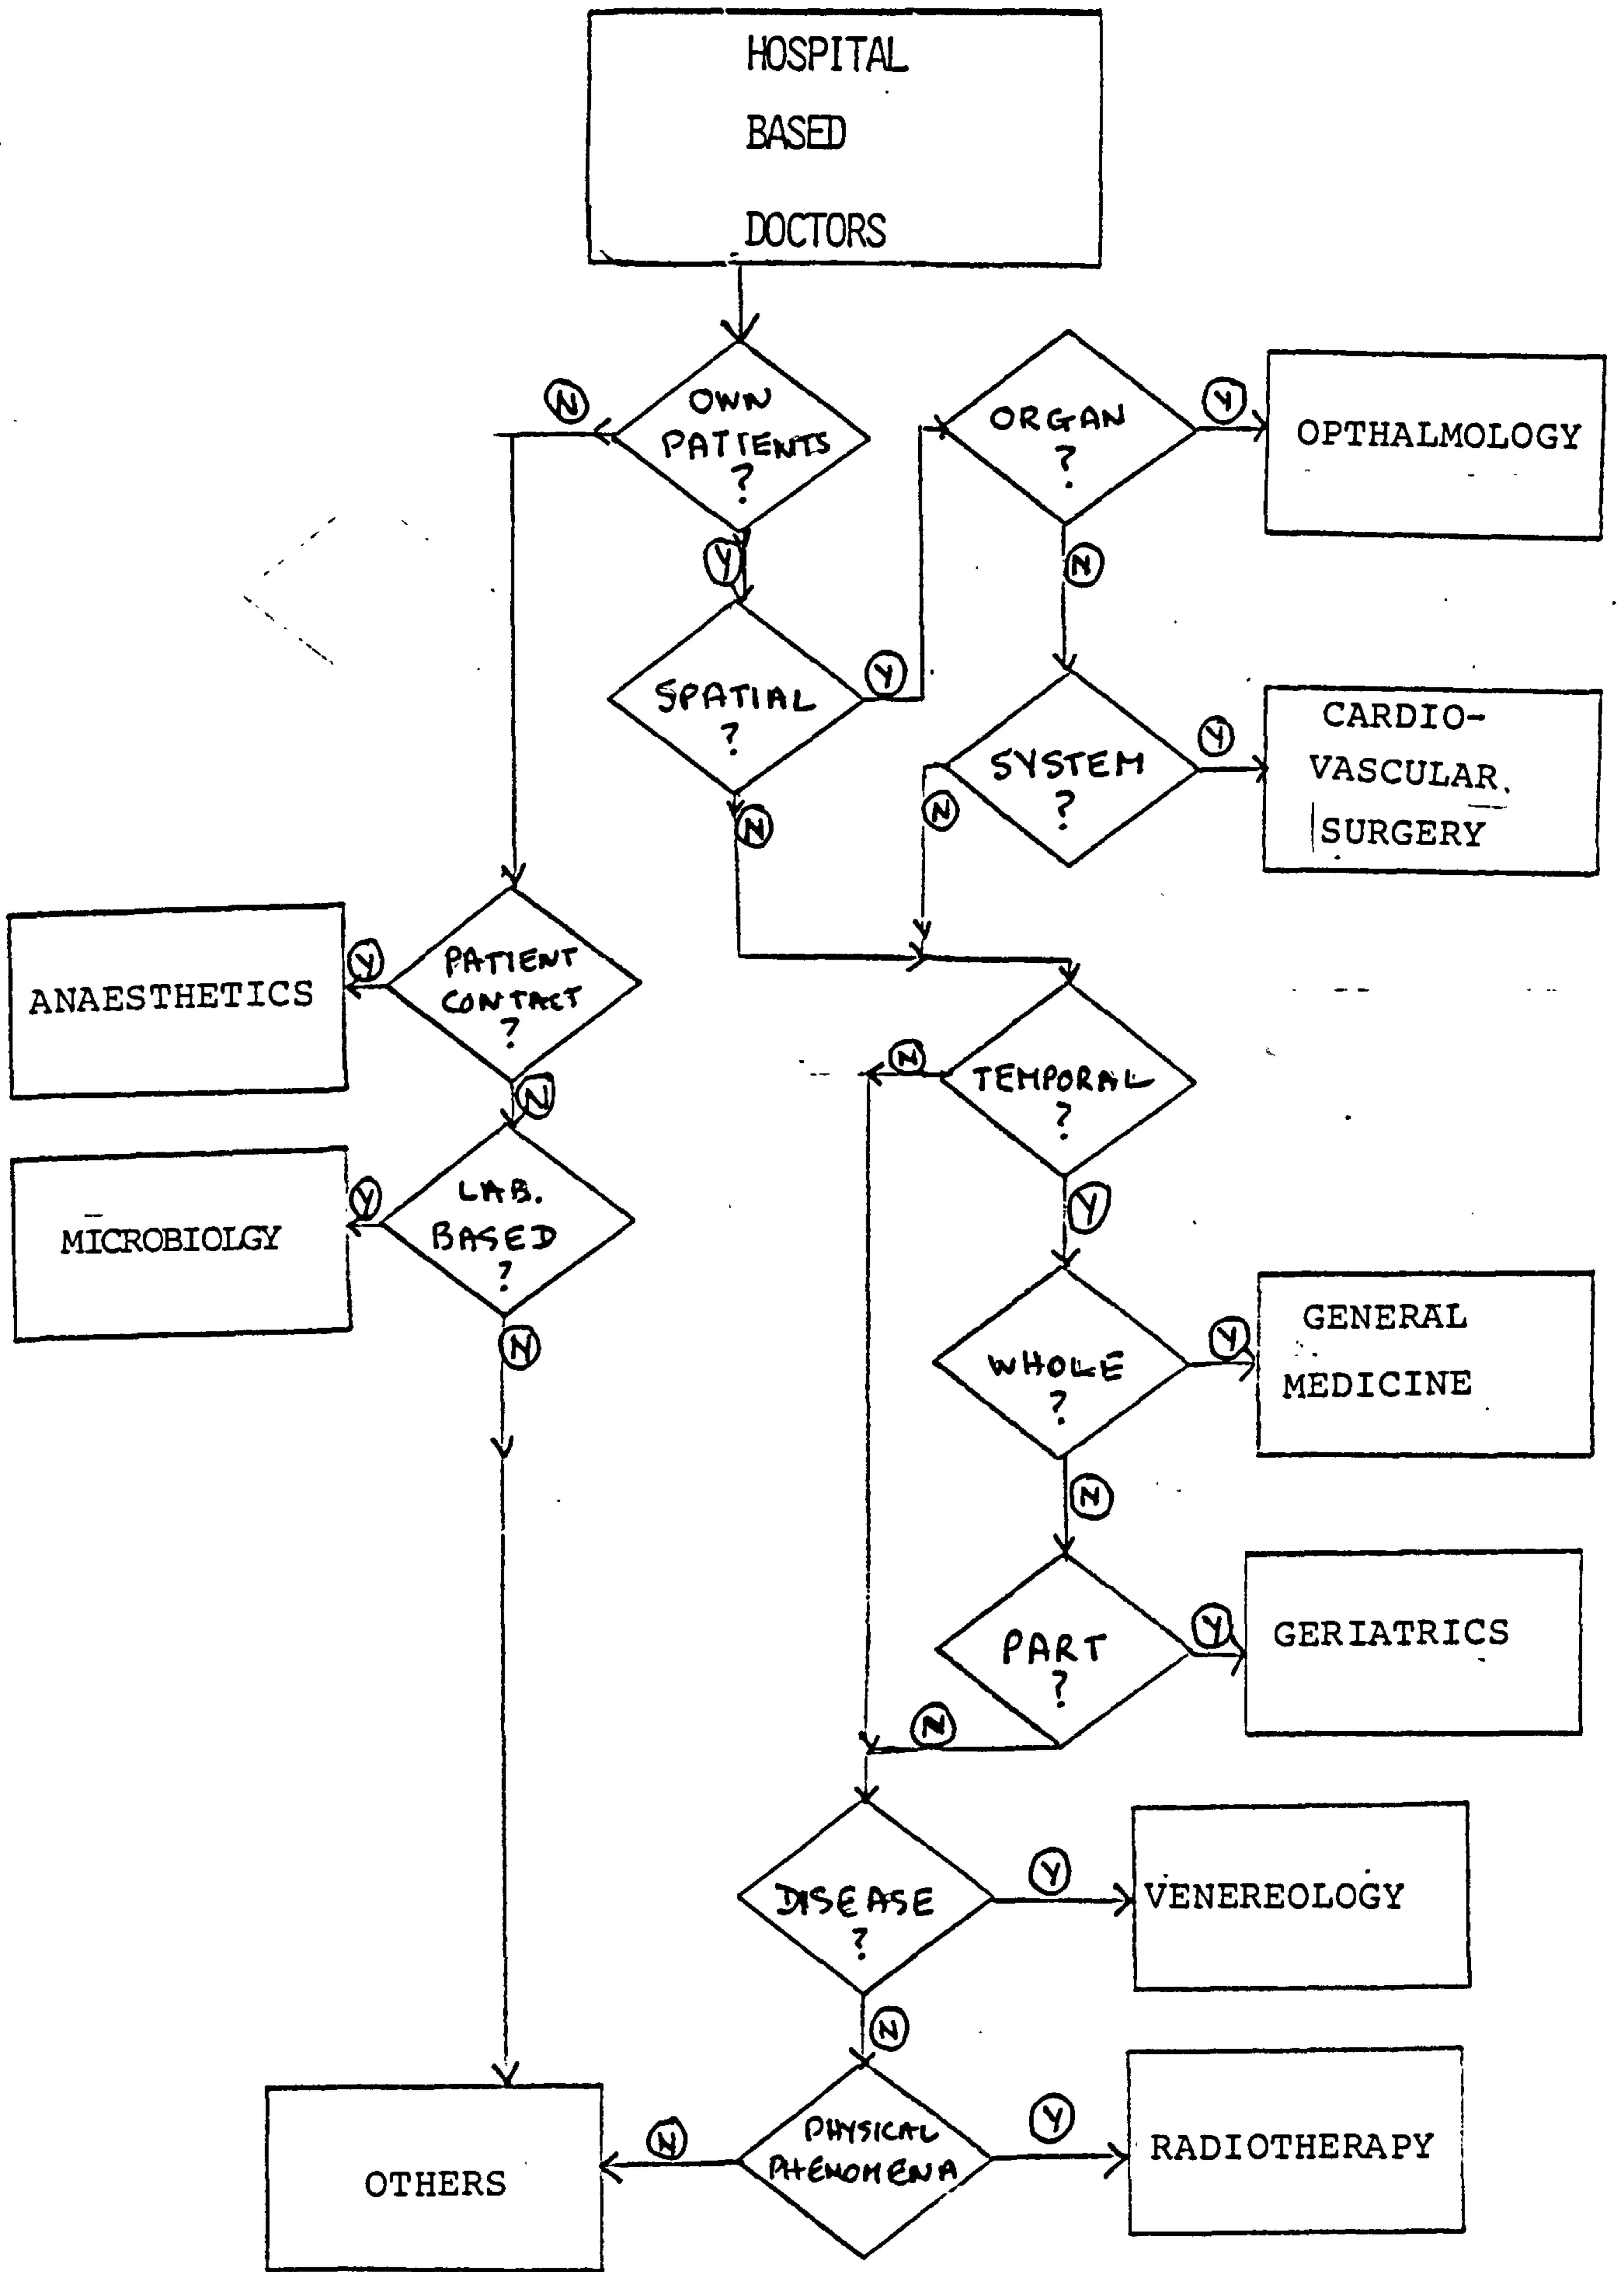 HOSPITAL
BASED
DOCTORS
OWN
PATIENTS
?
N
Y
ORGAN
?
Y
OPTHALMOLOGY
N
SPATIAL
?
Y
N
SYSTEM
?
Y
N
CARDIO-
VASCULAR.
SURGERY
PATIENT
CONTACT
?
Y
ANAESTHETICS
N
LAB.
BASED
?
Y
MICROBIOLGY
N
TEMPORAL
?
N
Y
WHOLE
?
Y
GENERAL
MEDICINE
N
PART
?
Y
GERIATRICS
N
DISEASE
?
Y
VENEREOLOGY
N
PHYSICAL
PHENOMENA
Y
RADIOTHERAPY
N
OTHERS